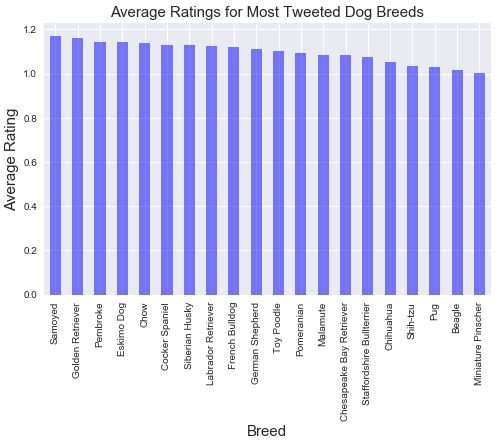 Average Ratings for Most Tweeted Dog Breeds
1.2
1.0
0.8
0.6
0.4
0.2
0.0
Average Rating
Samoyed
Golden Retriever
Pembroke
Eskimo Dog
Chow
Cocker Spaniel
Siberian Husky
Labrador Retriever
French Bulldog
German Shepherd
Toy Poodle
Pomeranian
Malamute
Chesapeake Bay Retriever
Staffordshire Bullterrier
Chihuahua
Shih-tzu
Pug
Beagle
Miniature Pinscher
Breed